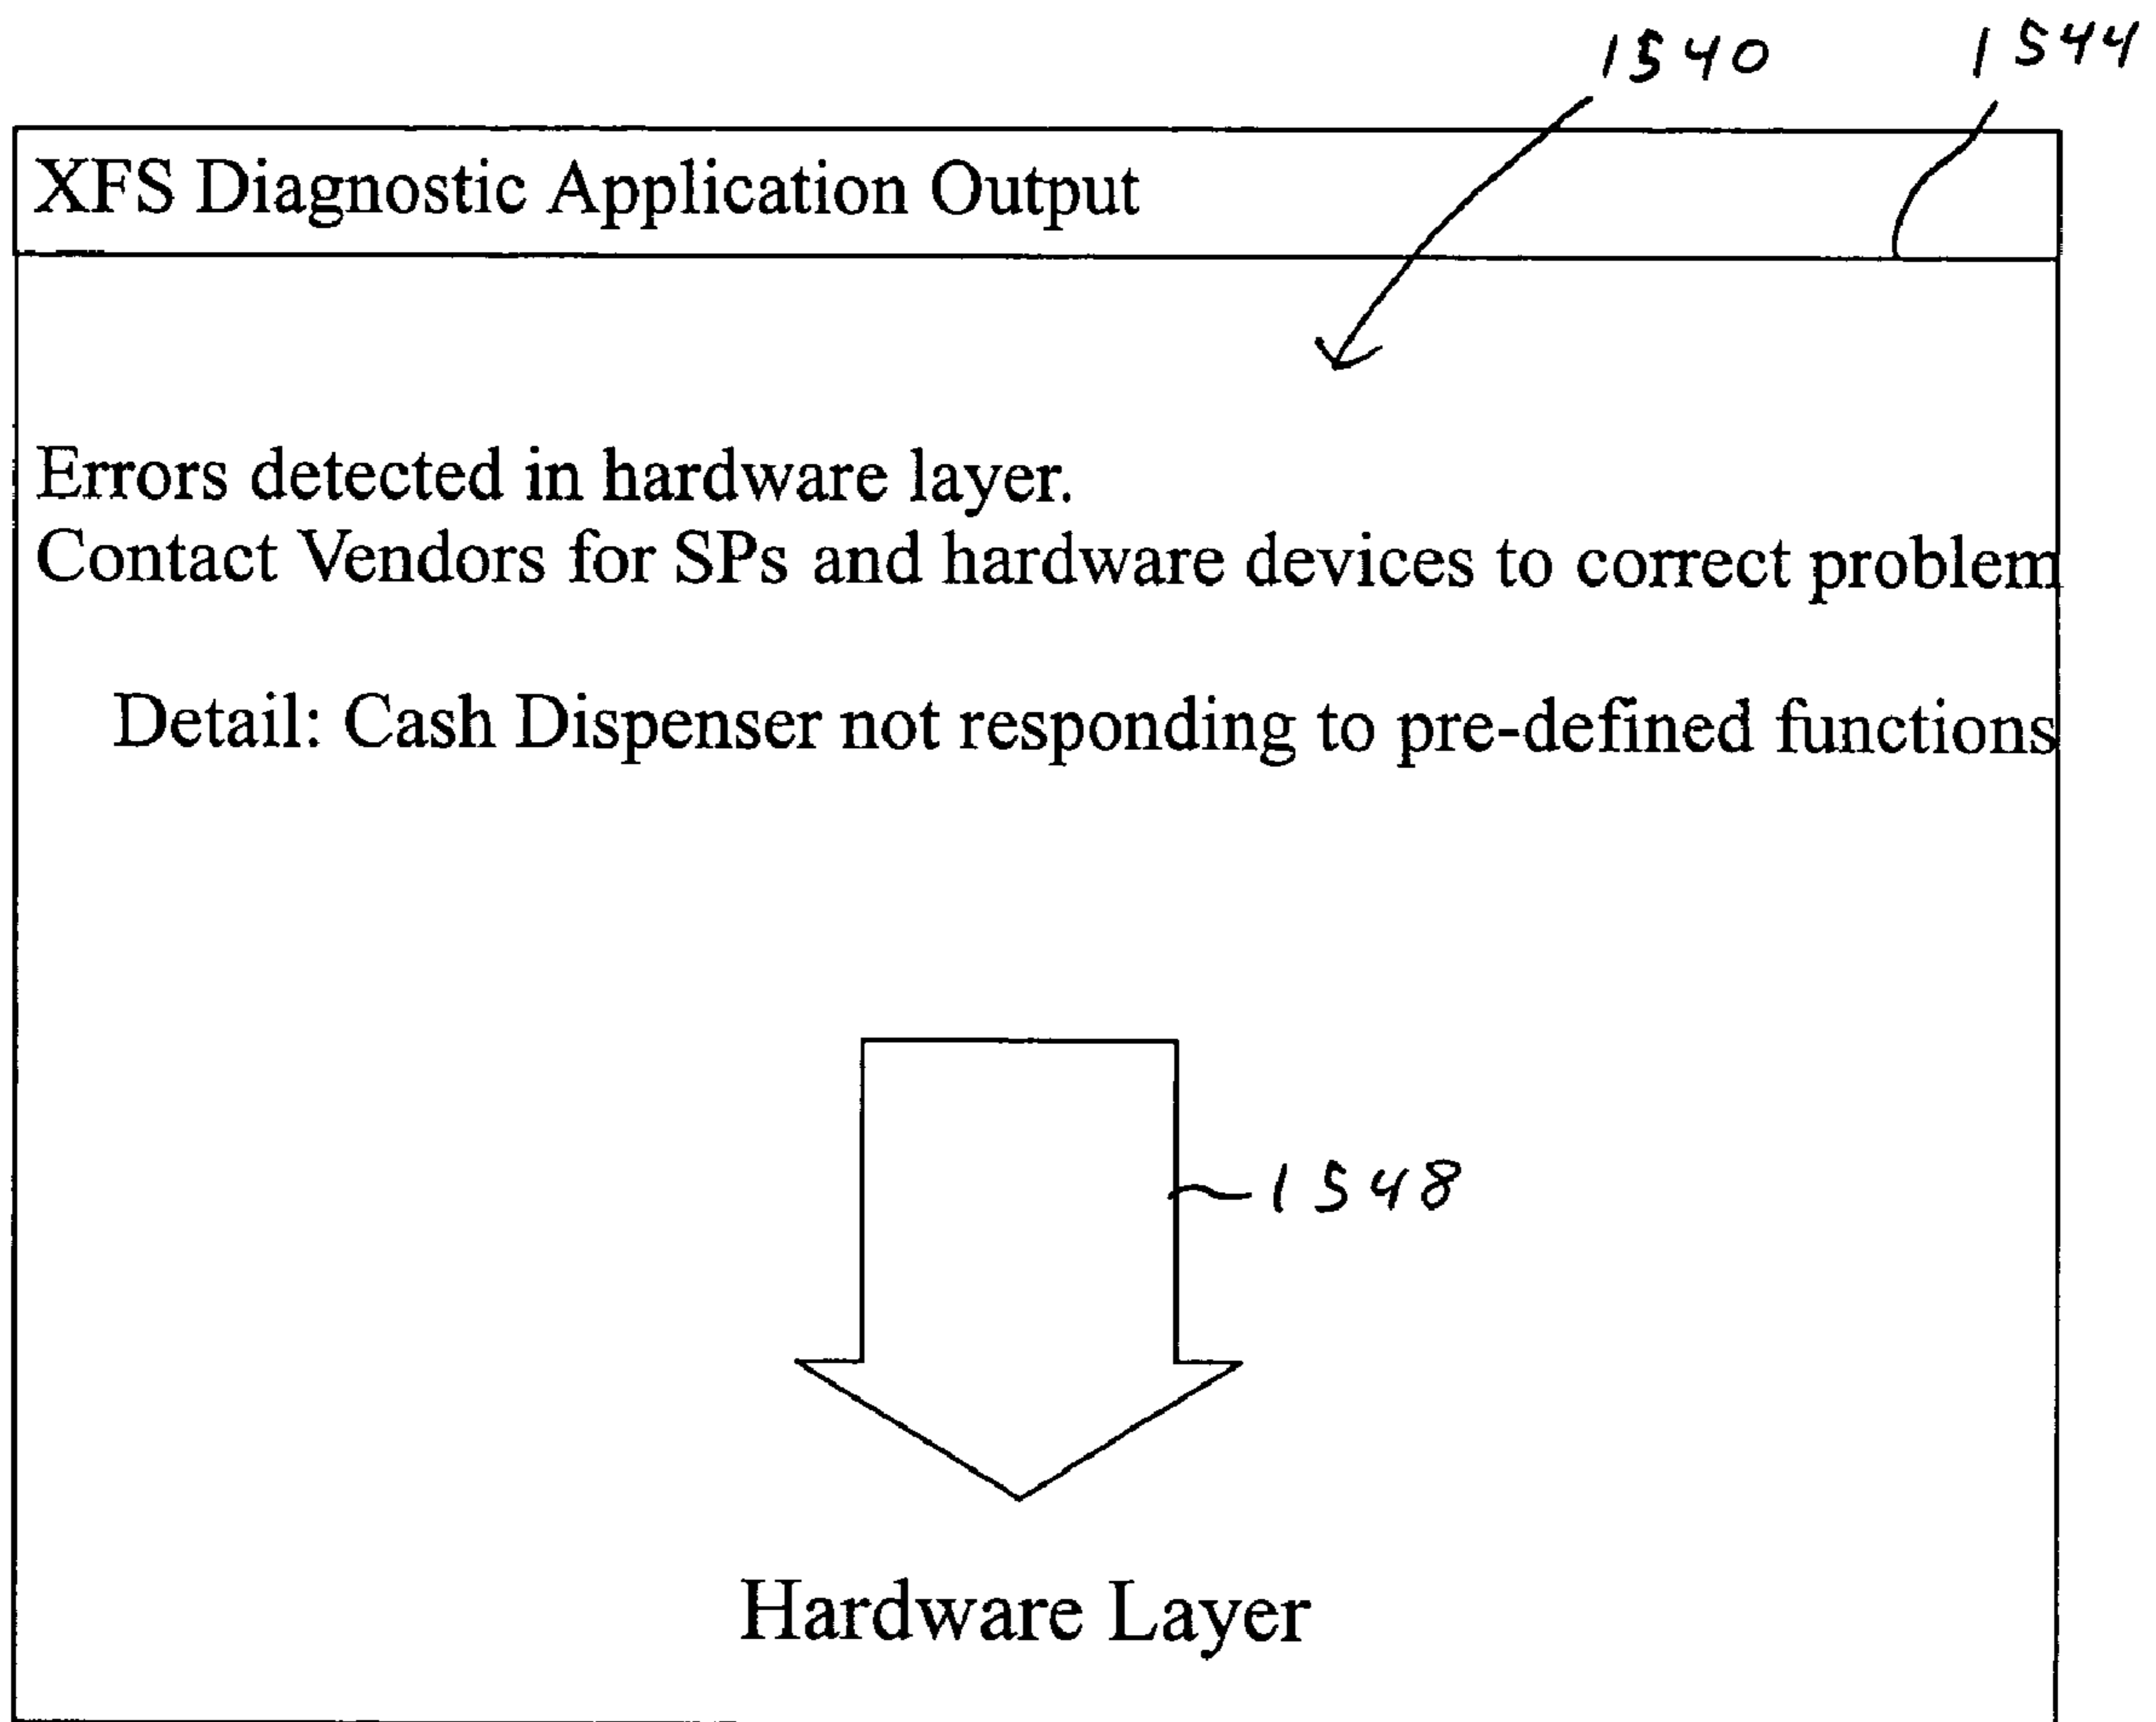 1540
1544
XFS Diagnostic Application Output
Errors detected in hardware layer.
Contact Vendors for SPs and hardware devices to correct problem
Detail: Cash Dispenser not responding to pre-defined functions
1548
Hardware Layer